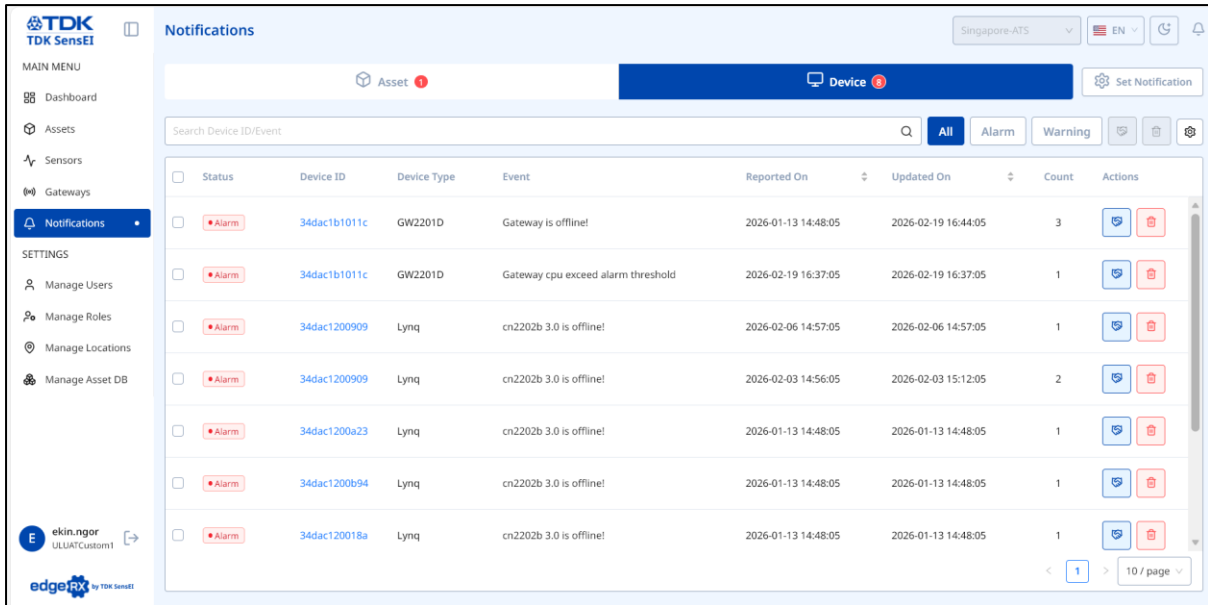 TDK
TDK SensEI
MAIN MENU
Dashboard
Assets
Sensors
Gateways
Notifications
SETTINGS
Manage Users
Manage Roles
Manage Locations
Manage Asset DB
E
ekin.ngor
ULUATCustom1
edgeRX by TDK SensEI
Notifications
Singapore-ATS
EN
Asset 1
Device 8
Set Notification
Search Device ID/Event
All
Alarm
Warning
Status Device ID Device Type Event Reported On Updated On Count Actions
Alarm 34dac1b1011c GW2201D Gateway is offline! 2026-01-13 14:48:05 2026-02-19 16:44:05 3
Alarm 34dac1b1011c GW2201D Gateway cpu exceed alarm threshold 2026-02-19 16:37:05 2026-02-19 16:37:05 1
Alarm 34dac1200909 Lynq cn2202b 3.0 is offline! 2026-02-06 14:57:05 2026-02-06 14:57:05 1
Alarm 34dac1200909 Lynq cn2202b 3.0 is offline! 2026-02-03 14:56:05 2026-02-03 15:12:05 2
Alarm 34dac1200a23 Lynq cn2202b 3.0 is offline! 2026-01-13 14:48:05 2026-01-13 14:48:05 1
Alarm 34dac1200b94 Lynq cn2202b 3.0 is offline! 2026-01-13 14:48:05 2026-01-13 14:48:05 1
Alarm 34dac120018a Lynq cn2202b 3.0 is offline! 2026-01-13 14:48:05 2026-01-13 14:48:05 1
< 1 > 10 / page